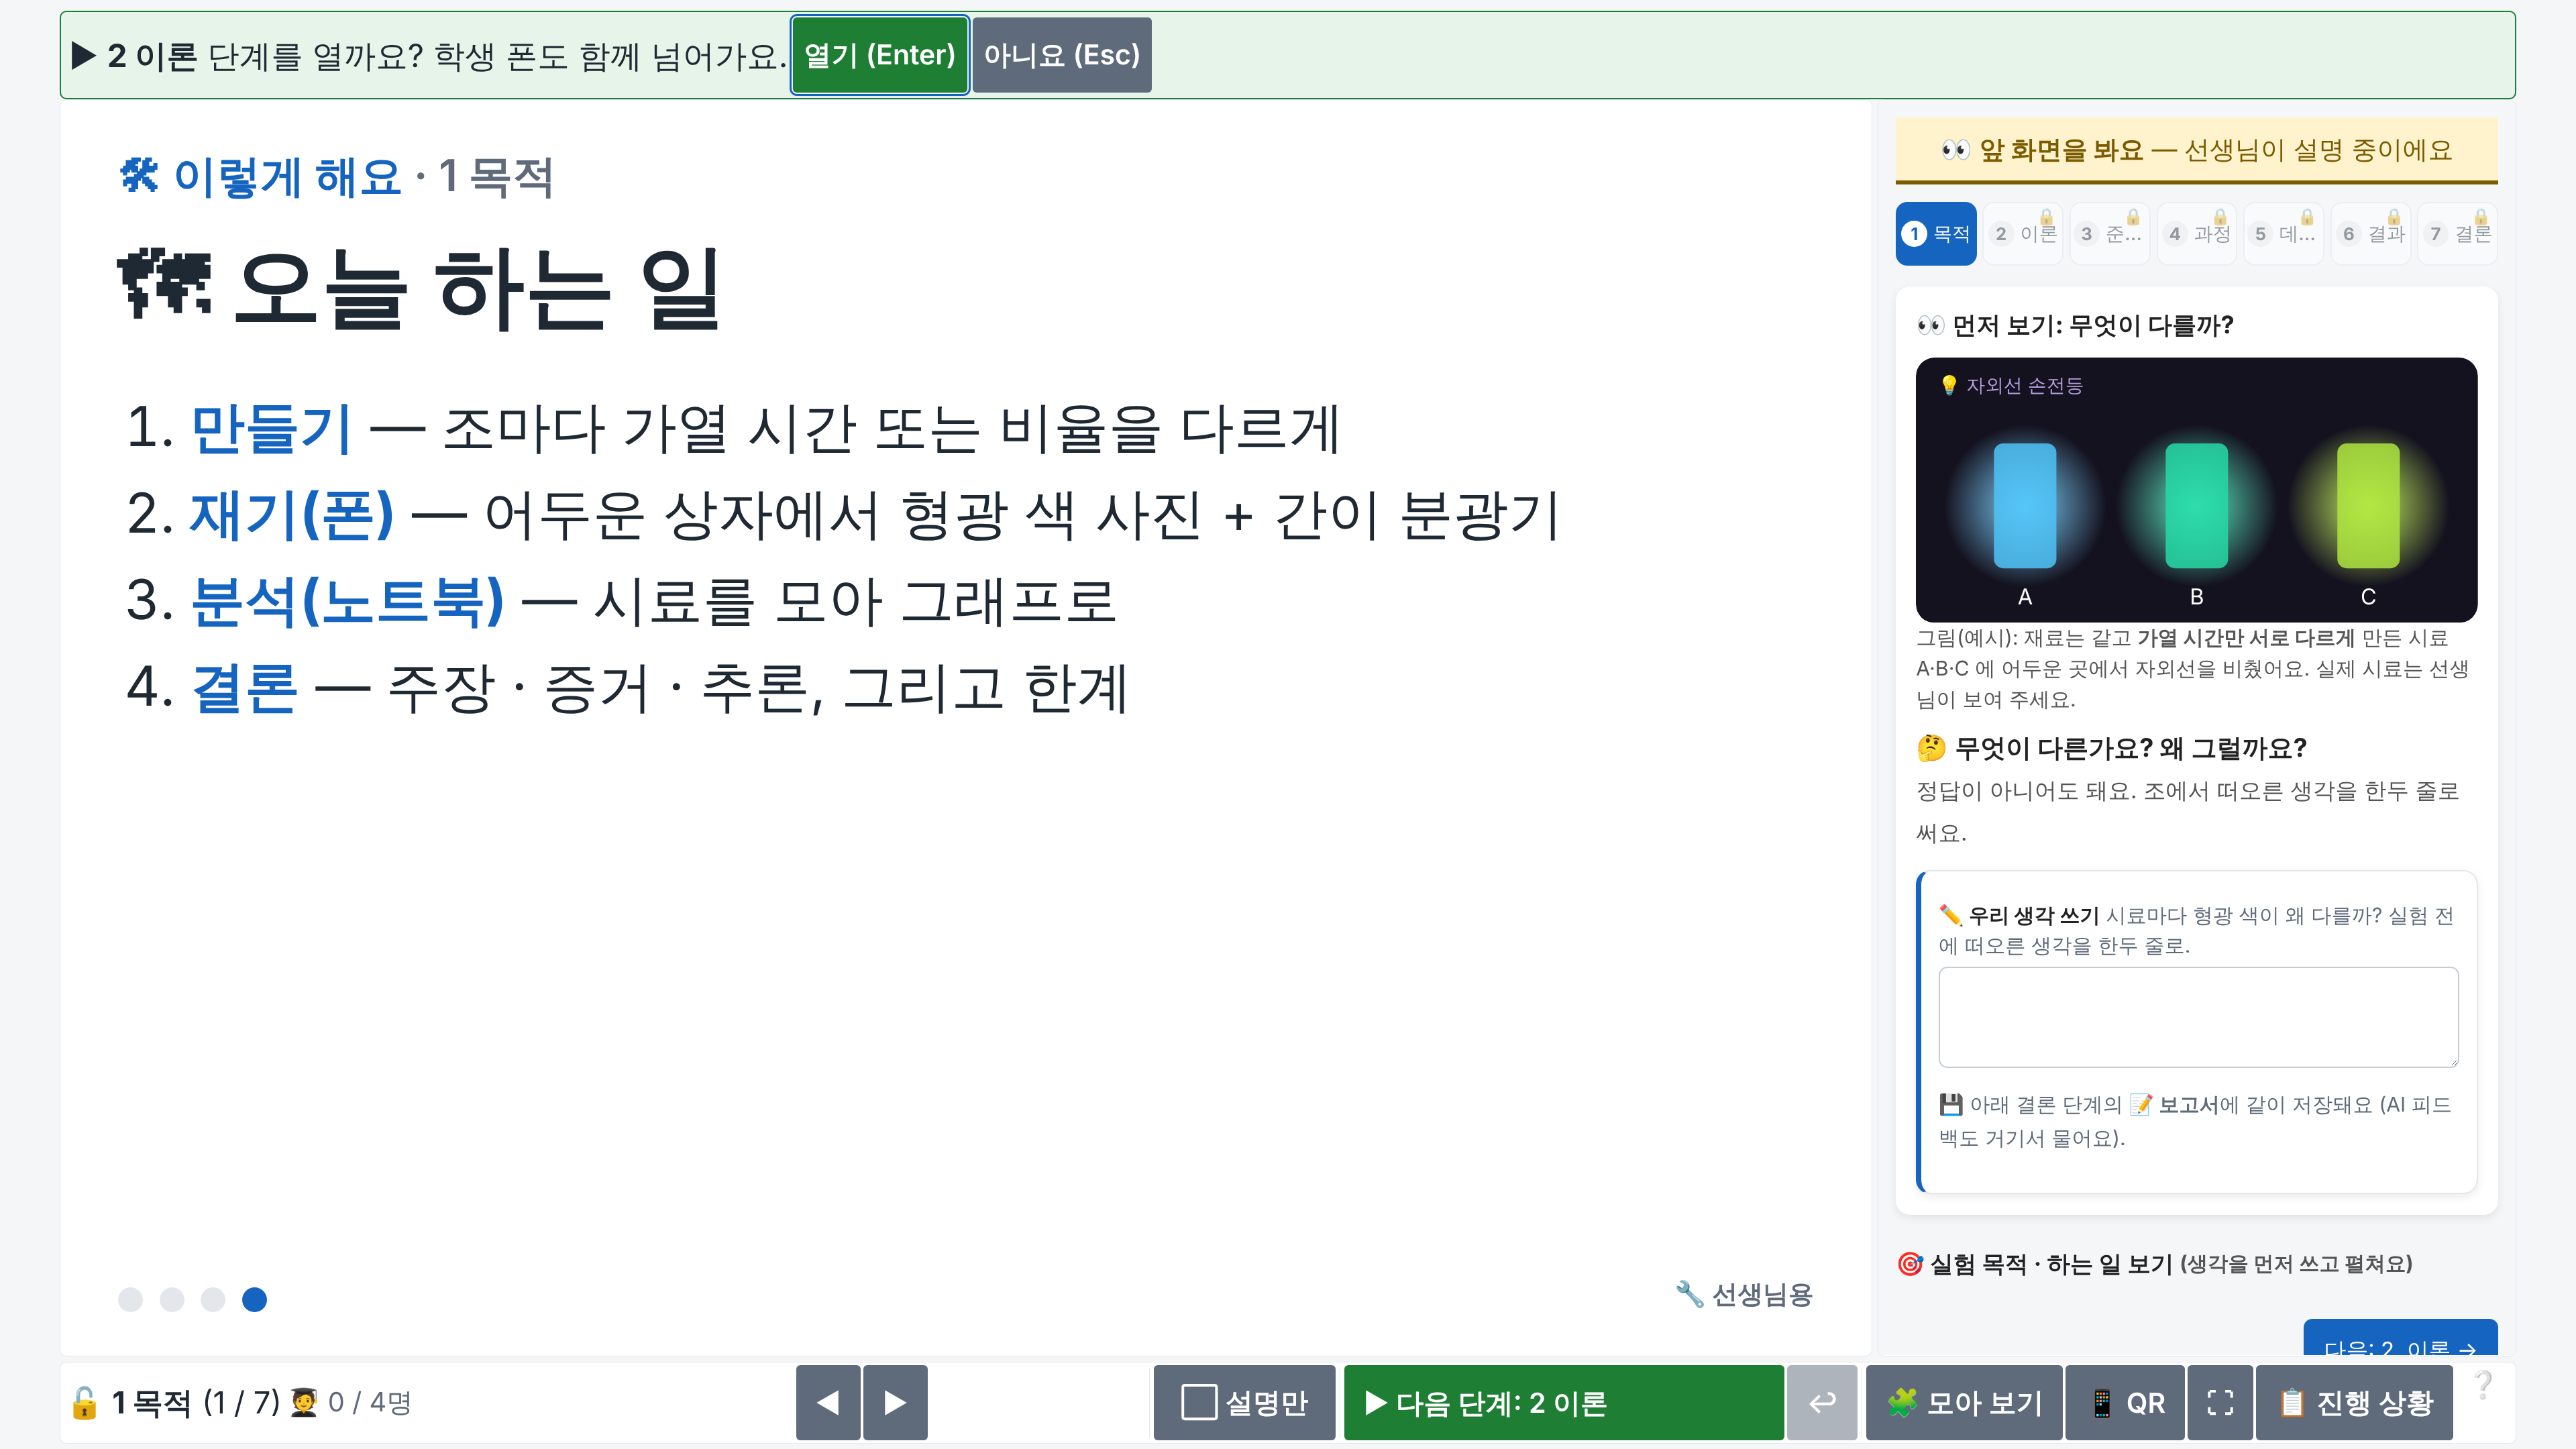 ▶ 2 이론 단계를 열까요? 학생 폰도 함께 넘어가요. 열기 (Enter) 아니요 (Esc)
🛠 이렇게 해요 · 1 목적
🗺 오늘 하는 일
1. 만들기 — 조마다 가열 시간 또는 비율을 다르게
2. 재기(폰) — 어두운 상자에서 형광 색 사진 + 간이 분광기
3. 분석(노트북) — 시료를 모아 그래프로
4. 결론 — 주장 · 증거 · 추론, 그리고 한계
🔧 선생님용
👀 앞 화면을 봐요 — 선생님이 설명 중이에요
1 목적 2 이론 3 준... 4 과정 5 데... 6 결과 7 결론
👀 먼저 보기: 무엇이 다를까?
💡 자외선 손전등
A B C
그림(예시): 재료는 같고 가열 시간만 서로 다르게 만든 시료
A·B·C 에 어두운 곳에서 자외선을 비췄어요. 실제 시료는 선생
님이 보여 주세요.
🤔 무엇이 다른가요? 왜 그럴까요?
정답이 아니어도 돼요. 조에서 떠오른 생각을 한두 줄로
써요.
✏️ 우리 생각 쓰기 시료마다 형광 색이 왜 다를까? 실험 전
에 떠오른 생각을 한두 줄로.
💾 아래 결론 단계의 📝 보고서에 같이 저장돼요 (AI 피드
백도 거기서 물어요).
🎯 실험 목적 · 하는 일 보기 (생각을 먼저 쓰고 펼쳐요)
다음: 2 이론 →
🔓 1 목적 (1 / 7) 🧑‍🎓 0 / 4명 ◀ ▶ 설명만 ▶ 다음 단계: 2 이론 ↩ 🧩 모아 보기 📱 QR ⛶ 📋 진행 상황 ❔